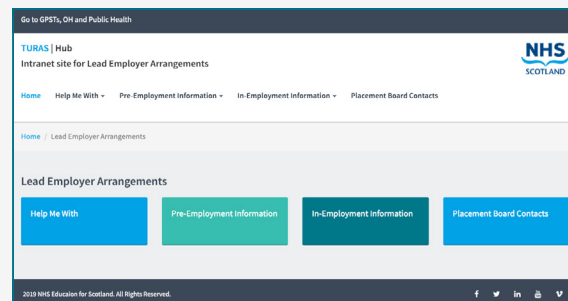 Go to GPSTs, OH and Public Health
TURAS | Hub
Intranet site for Lead Employer Arrangements
NHS
SCOTLAND
Home Help Me With Pre-Employment Information In-Employment Information Placement Board Contacts
Home / Lead Employer Arrangements
Lead Employer Arrangements
Help Me With Pre-Employment Information In-Employment Information Placement Board Contacts
2019 NHS Educaion for Scotland. All Rights Reserved.